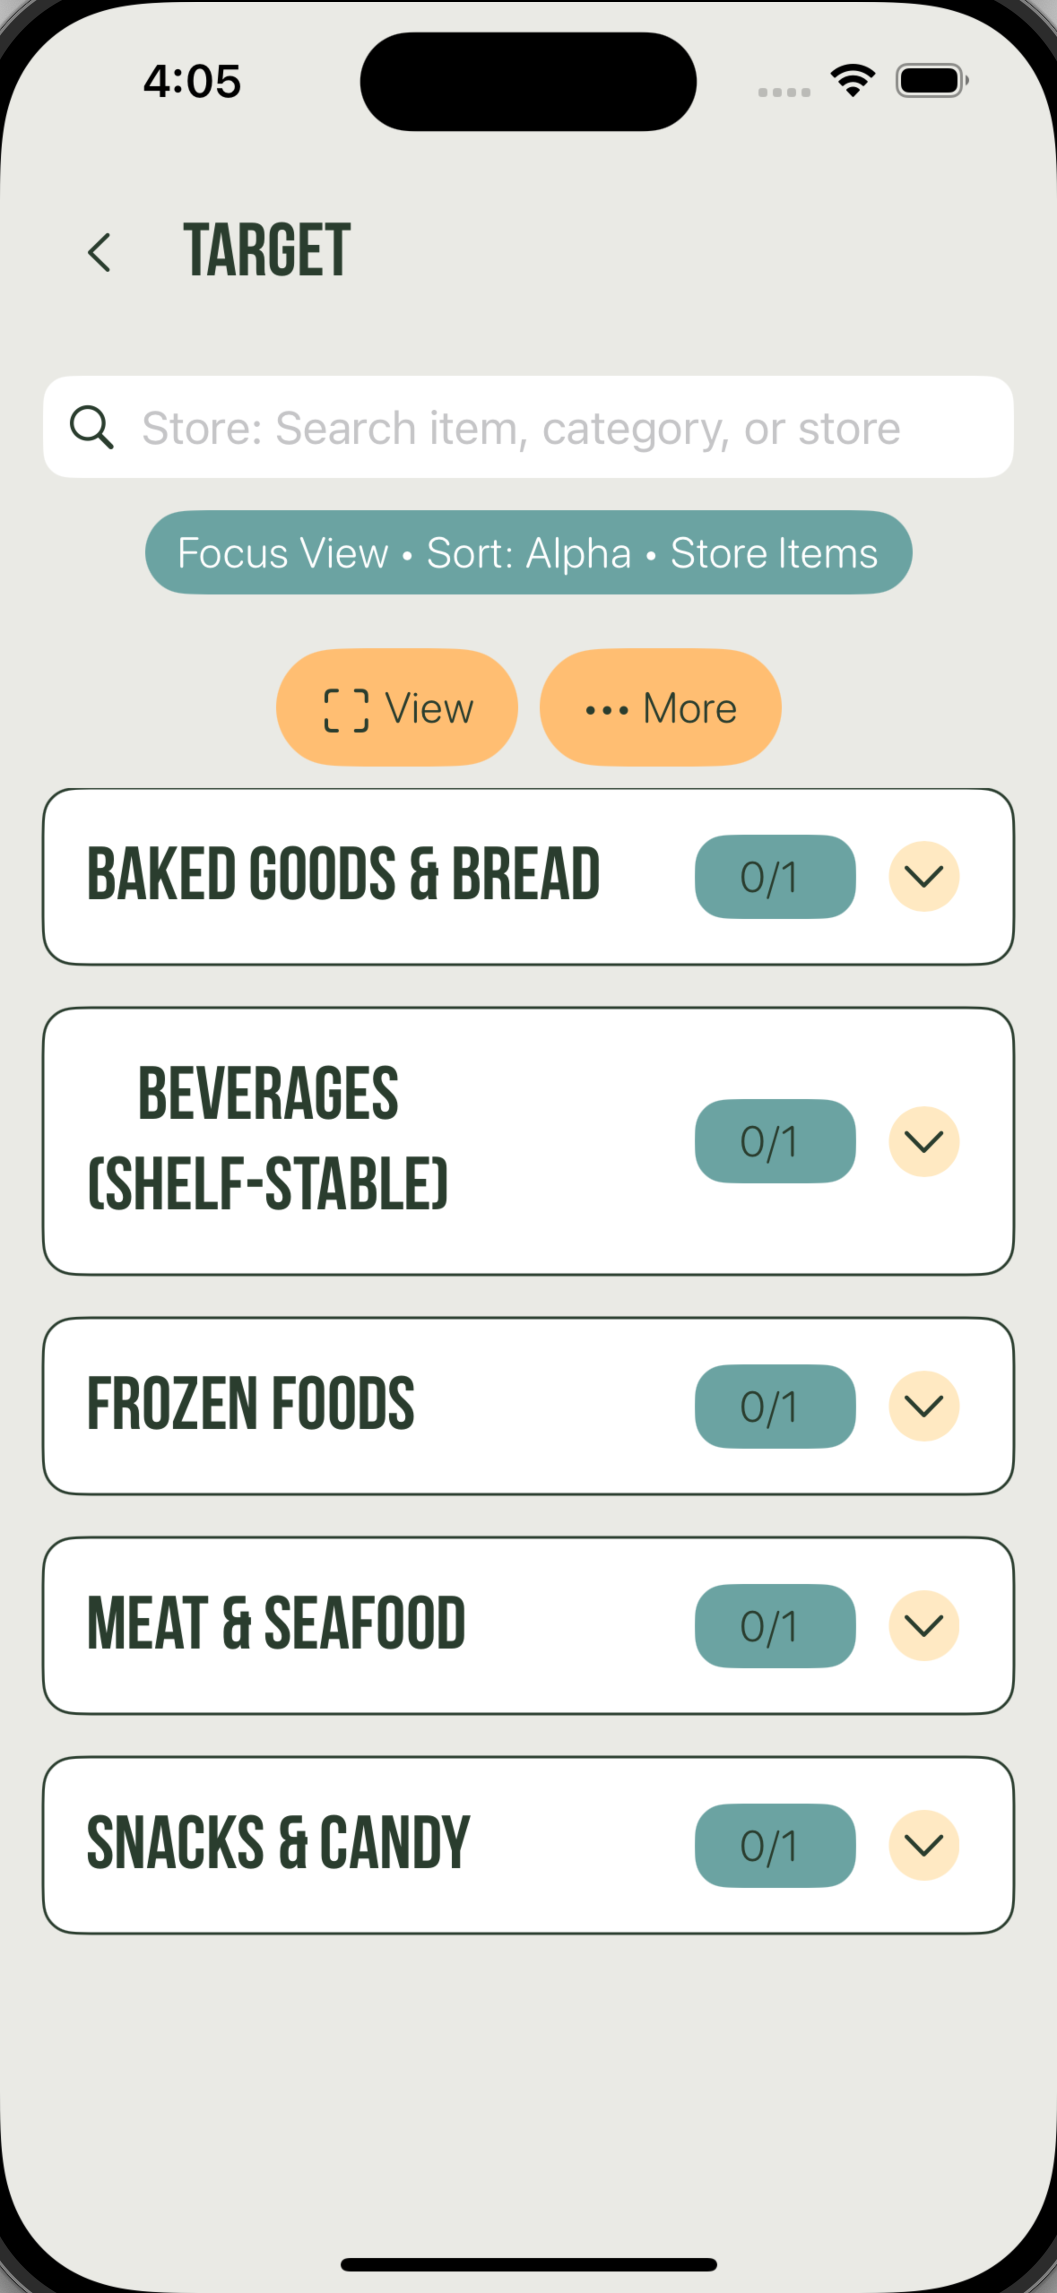 4:05
TARGET
Store: Search item, category, or store
Focus View • Sort: Alpha • Store Items
View
••• More
BAKED GOODS & BREAD 0/1
BEVERAGES
(SHELF-STABLE) 0/1
FROZEN FOODS 0/1
MEAT & SEAFOOD 0/1
SNACKS & CANDY 0/1